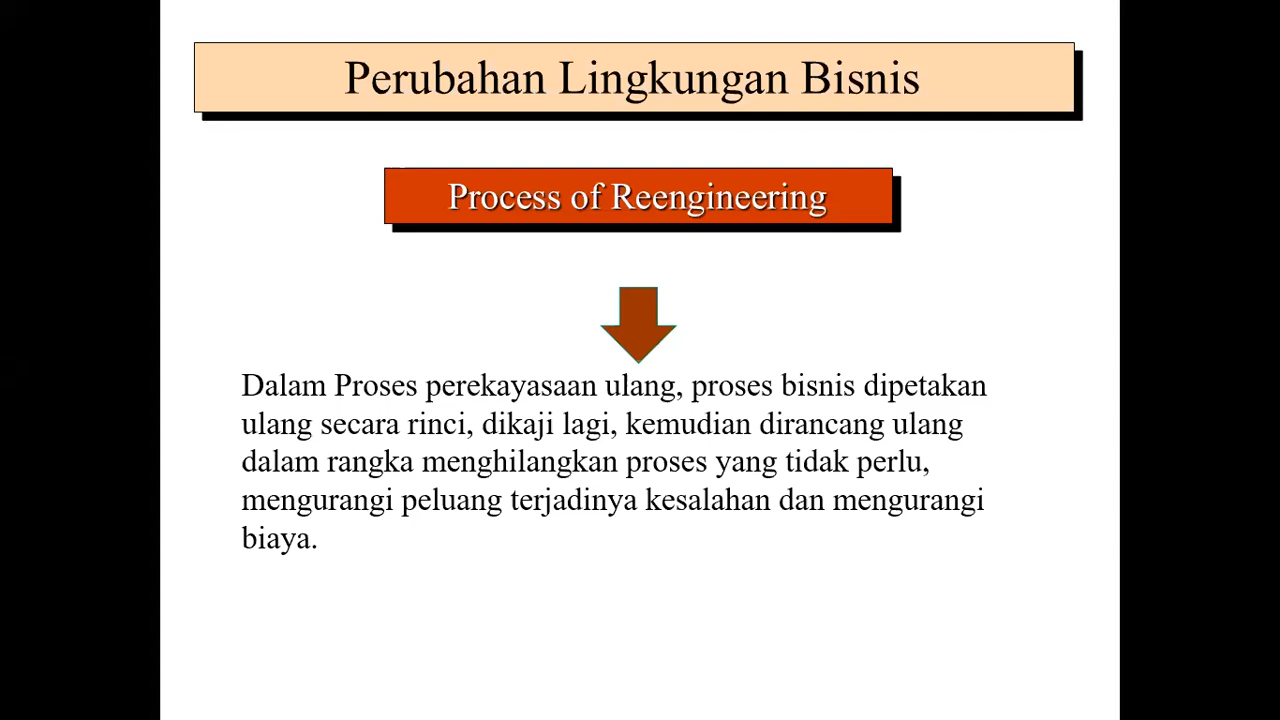 Perubahan Lingkungan Bisnis
Process of Reengineering
Dalam Proses perekayasaan ulang, proses bisnis dipetakan
ulang secara rinci, dikaji lagi, kemudian dirancang ulang
dalam rangka menghilangkan proses yang tidak perlu,
mengurangi peluang terjadinya kesalahan dan mengurangi
biaya.